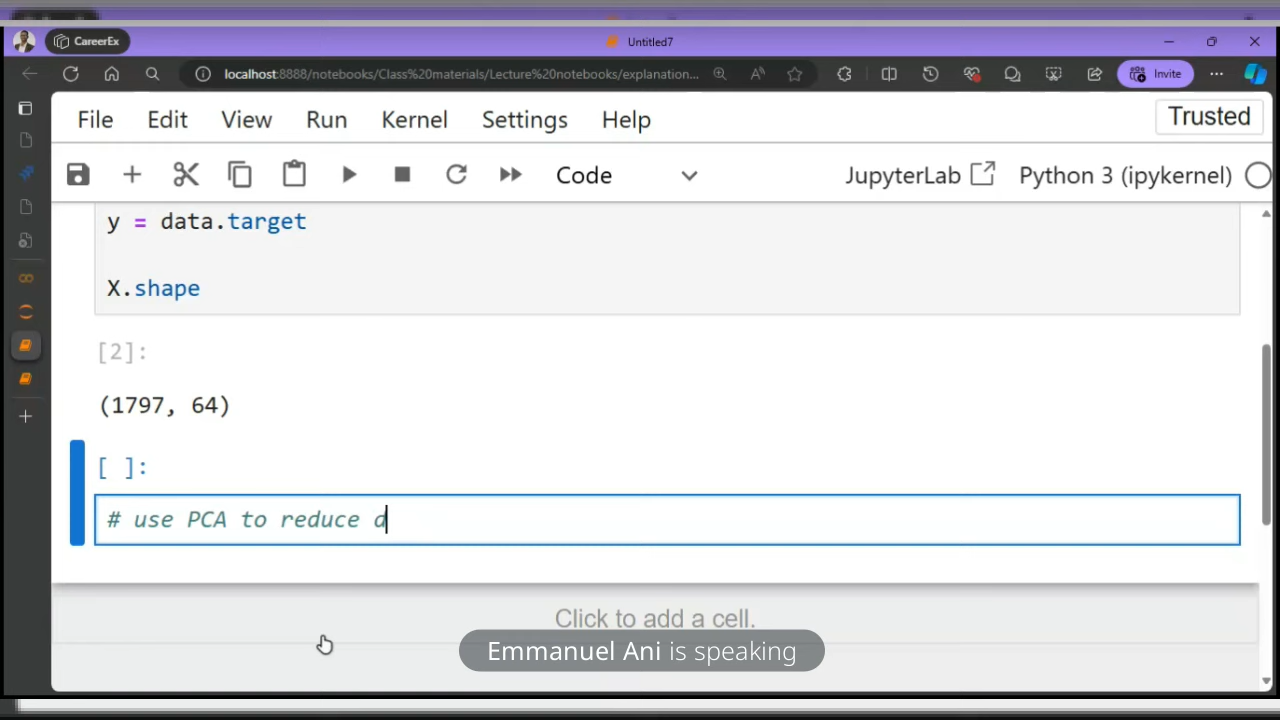 CareerEx
Untitled7
localhost:8888/notebooks/Class%20materials/Lecture%20notebooks/explanation...
Invite
File Edit View Run Kernel Settings Help
Trusted
Code
JupyterLab
Python 3 (ipykernel)
y = data.target
X.shape
[2]:
(1797, 64)
[ ]:
# use PCA to reduce d
Click to add a cell.
Emmanuel Ani is speaking